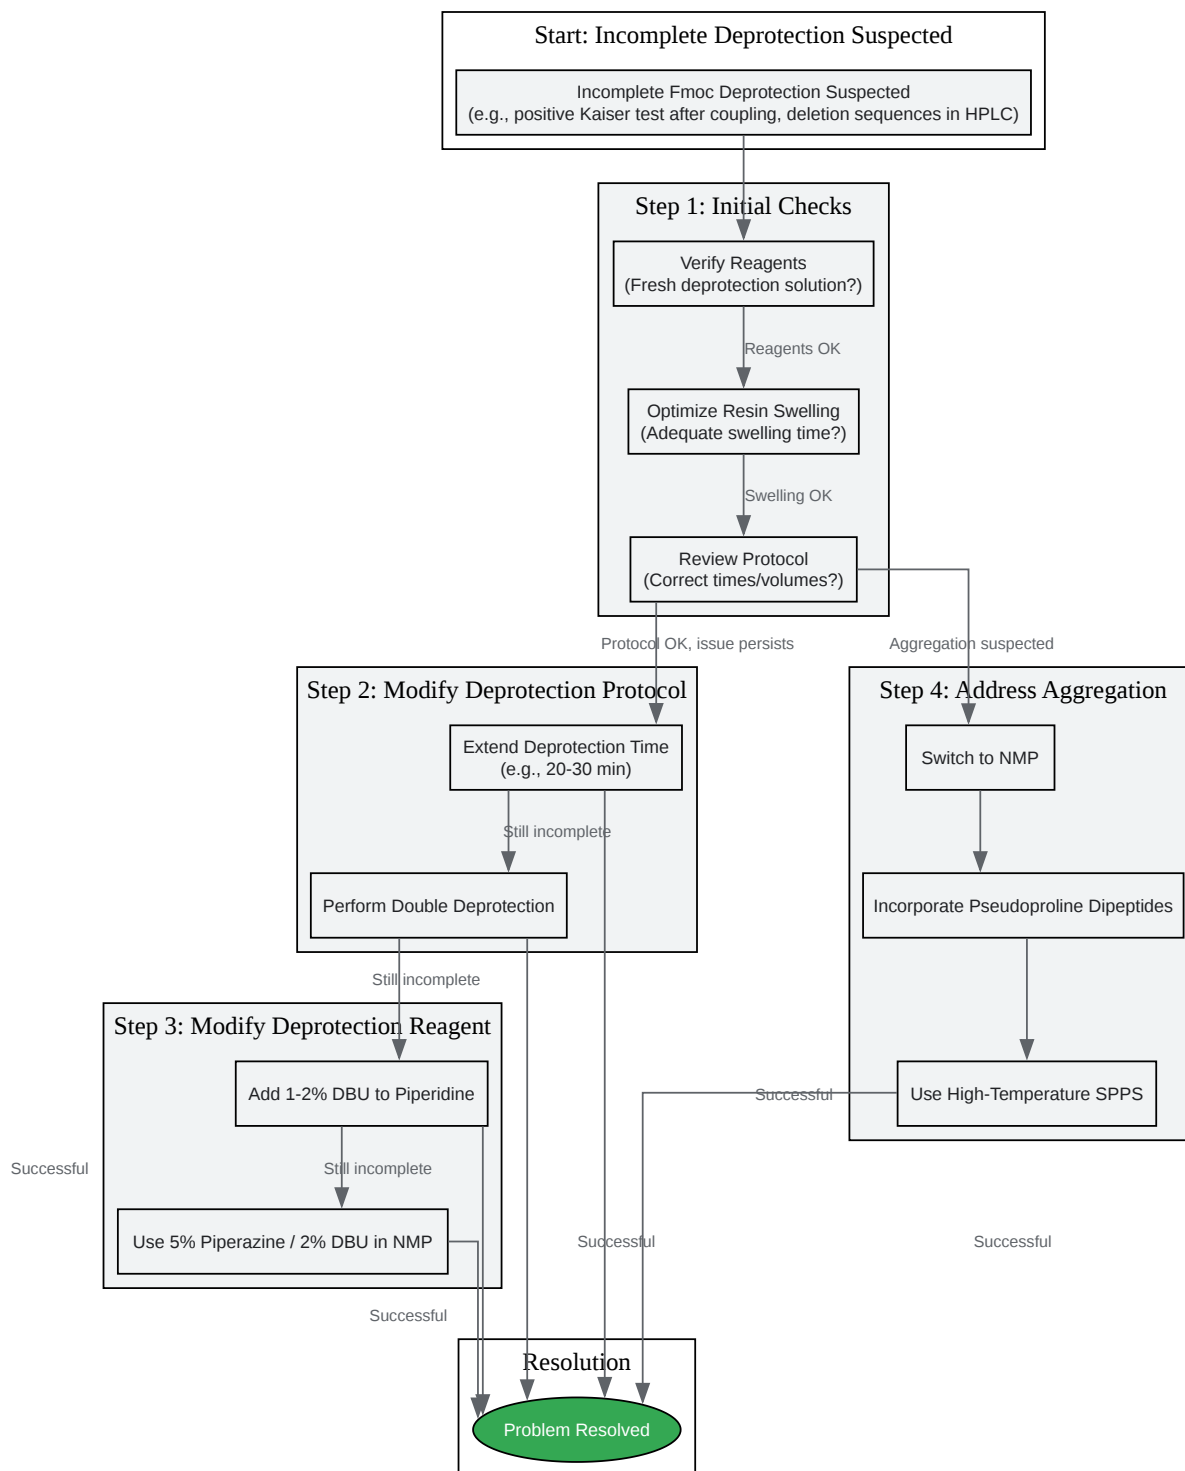 Start: Incomplete Deprotection Suspected
Incomplete Fmoc Deprotection Suspected
(e.g., positive Kaiser test after coupling, deletion sequences in HPLC)
Step 1: Initial Checks
Verify Reagents
(Fresh deprotection solution?)
Reagents OK
Optimize Resin Swelling
(Adequate swelling time?)
Swelling OK
Review Protocol
(Correct times/volumes?)
Protocol OK, issue persists
Aggregation suspected
Step 2: Modify Deprotection Protocol
Extend Deprotection Time
(e.g., 20-30 min)
Still incomplete
Perform Double Deprotection
Still incomplete
Step 4: Address Aggregation
Switch to NMP
Incorporate Pseudoproline Dipeptides
Use High-Temperature SPPS
Successful
Step 3: Modify Deprotection Reagent
Add 1-2% DBU to Piperidine
Still incomplete
Successful
Use 5% Piperazine / 2% DBU in NMP
Successful
Successful
Successful
Resolution
Problem Resolved